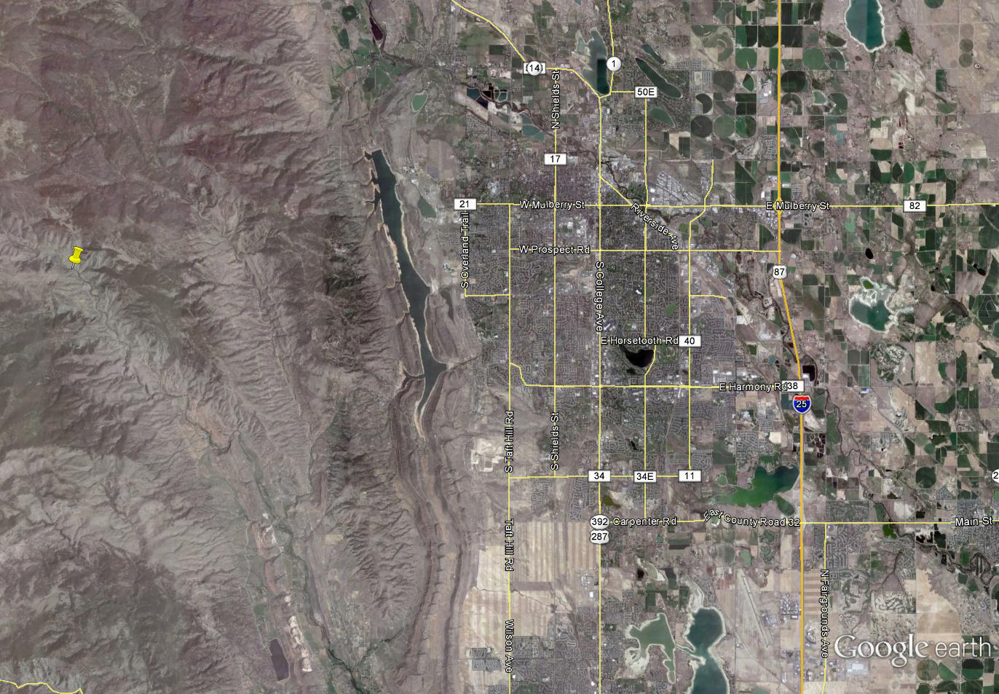 14
1
50E
N Shields St
17
21
W Mulberry St
E Mulberry St
82
S Overland Trail
Riverside Ave
W Prospect Rd
87
S College Ave
E Horsetooth Rd
40
E Harmony Rd
38
25
S Taft Hill Rd
S Shields St
34
34E
11
2
392
Carpenter Rd
East County Road 32
Main St
287
Taft Hill Rd
N Fairgrounds Ave
Wilson Ave
Google earth